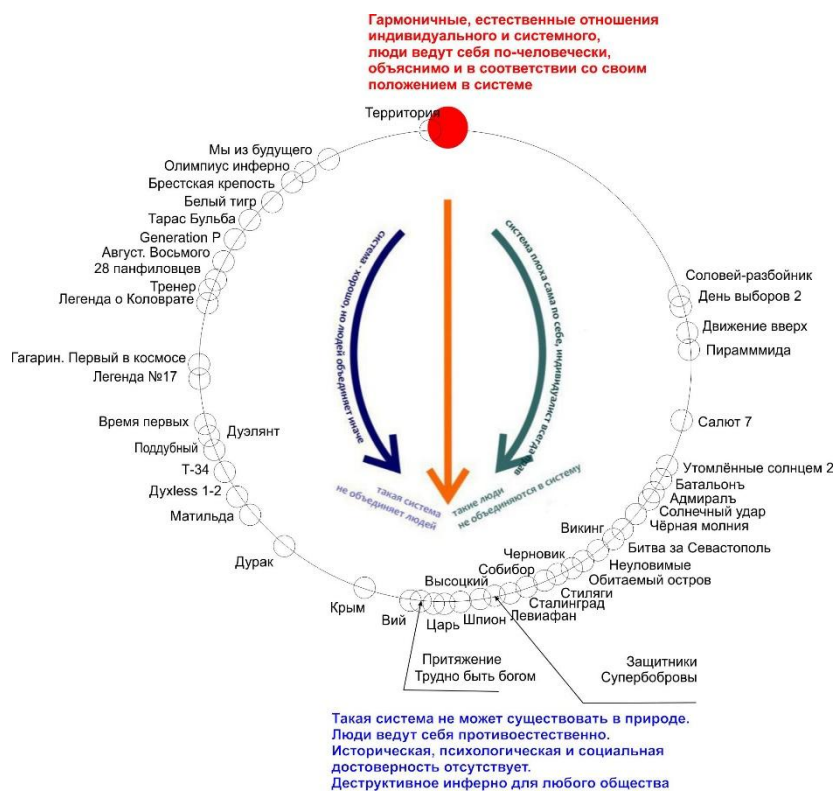 Гармоничные, естественные отношения
индивидуального и системного,
люди ведут себя по-человечески,
объяснимо и в соответствии со своим
положением в системе
Территория
Мы из будущего
Олимпиус инферно
Брестская крепость
Белый тигр
Тарас Бульба
Generation P
Август. Восьмого
28 панфиловцев
Тренер
Легенда о Коловрате
Гагарин. Первый в космосе
Легенда №17
Время первых
Дуэлянт
Поддубный
Т-34
Духless 1-2
Матильда
Дурак
Крым
Вий
система - хорошо, но людей объединяет иначе
система плоха сама по себе, индивидуалист всегда прав
такая система
не объединяет людей
такие люди
не объединяются в систему
Соловей-разбойник
День выборов 2
Движение вверх
Пирамммида
Салют 7
Утомлённые солнцем 2
Батальонъ
Адмиралъ
Солнечный удар
Чёрная молния
Викинг
Битва за Севастополь
Неуловимые
Черновик
Обитаемый остров
Собибор
Стиляги
Сталинград
Высоцкий
Левиафан
Шпион
Царь
Притяжение
Трудно быть богом
Защитники
Супербобровы
Такая система не может существовать в природе.
Люди ведут себя противоестественно.
Историческая, психологическая и социальная
достоверность отсутствует.
Деструктивное инферно для любого общества